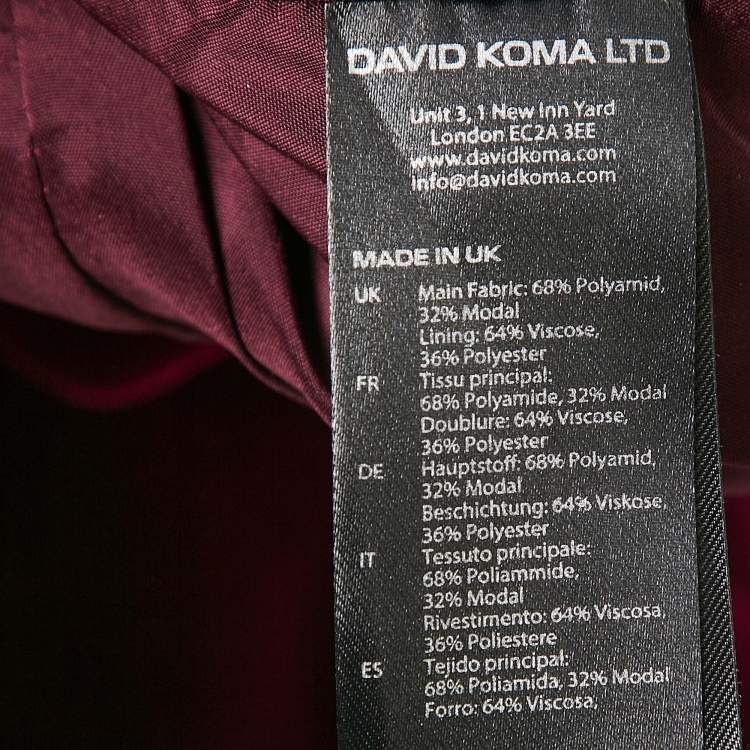 DAVID KOMA LTD
Unit 3, 1 New Inn Yard
London EC2A 3EE
www.davidkoma.com
info@davidkoma.com
MADE IN UK
UK Main Fabric: 68% Polyamid,
32% Modal
Lining: 64% Viscose,
36% Polyester
FR Tissu principal:
68% Polyamide, 32% Modal
Doublure: 64% Viscose,
36% Polyester
DE Hauptstoff: 68% Polyamid,
32% Modal
Beschichtung: 64% Viskose,
36% Polyester
IT Tessuto principale:
68% Poliammide,
32% Modal
Rivestimento: 64% Viscosa,
36% Poliestere
ES Tejido principal:
68% Poliamida, 32% Modal
Forro: 64% Viscosa,